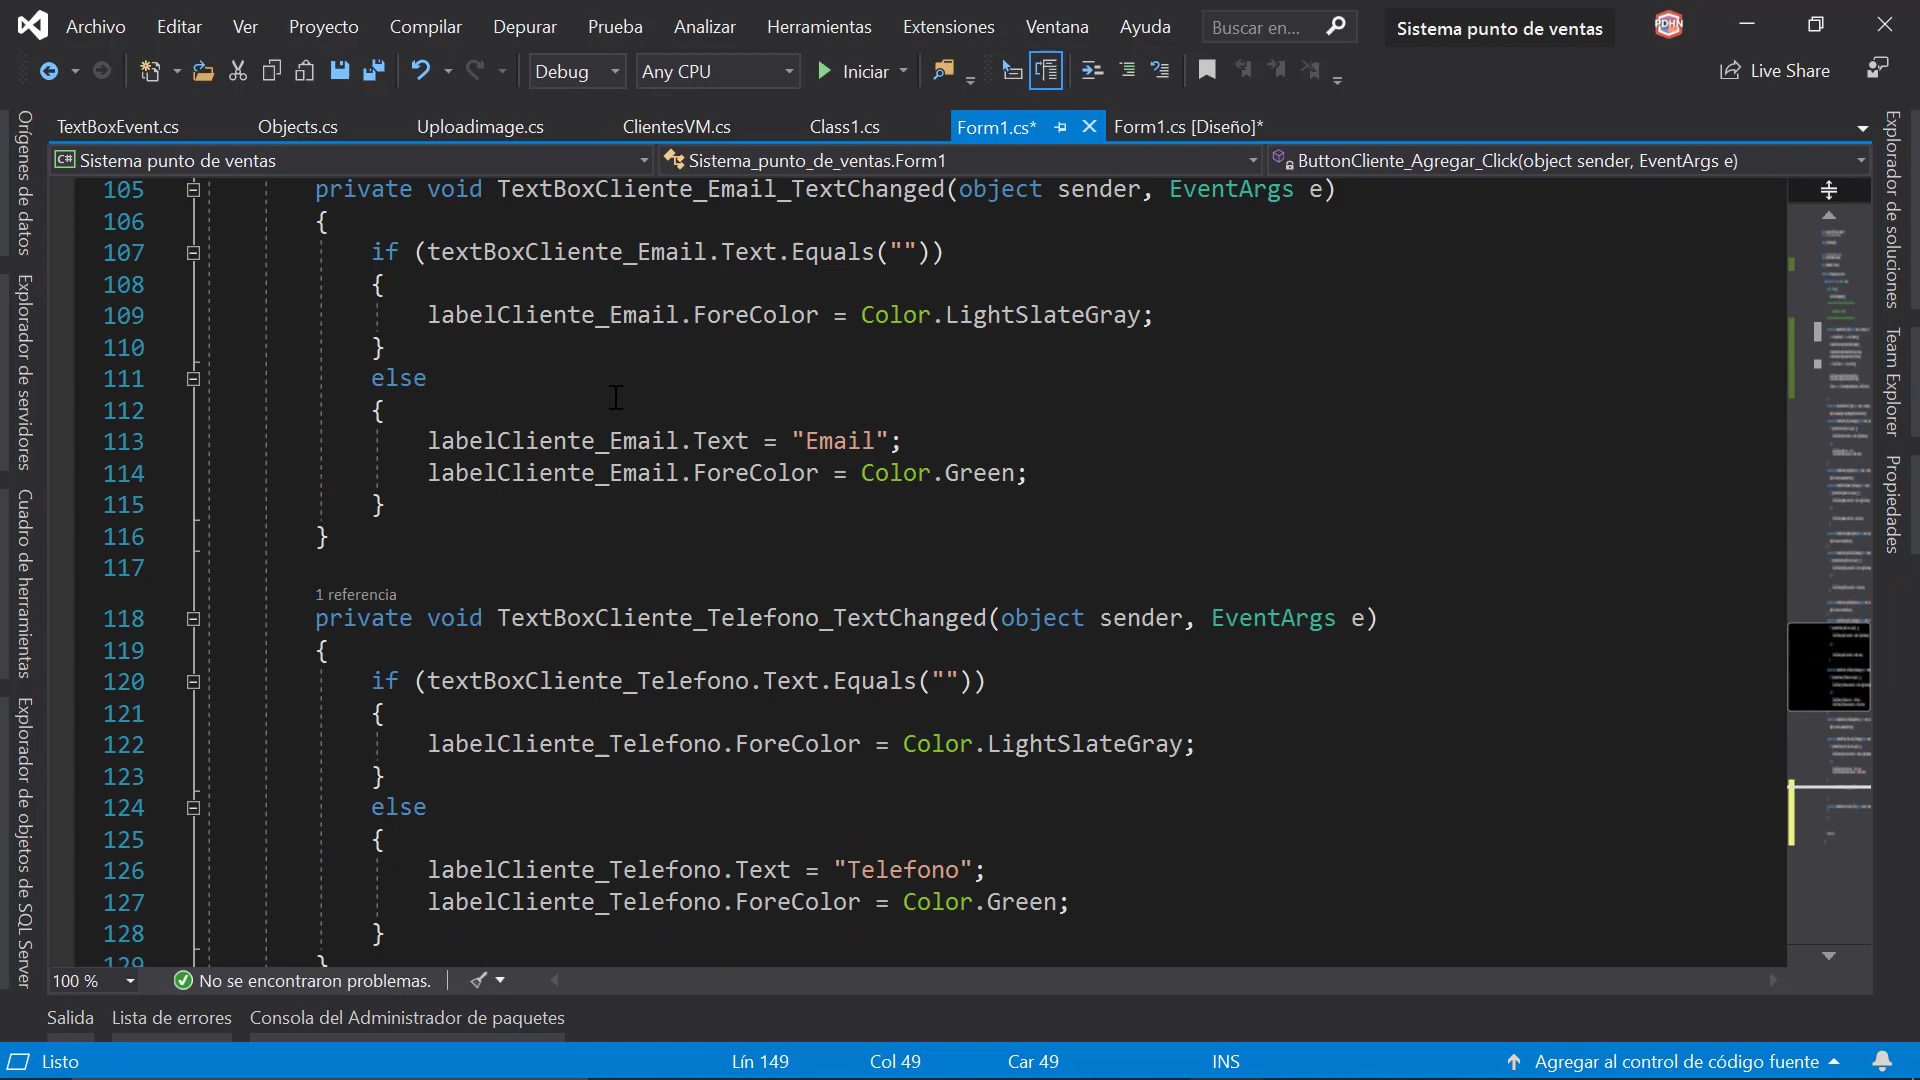 Archivo Editar Ver Proyecto Compilar Depurar Prueba Analizar Herramientas Extensiones Ventana Ayuda Buscar en... Sistema punto de ventas PDHN
Debug Any CPU Iniciar Live Share
TextBoxEvent.cs Objects.cs Uploadimage.cs ClientesVM.cs Class1.cs Form1.cs* Form1.cs [Diseño]*
C# Sistema punto de ventas Sistema_punto_de_ventas.Form1 ButtonCliente_Agregar_Click(object sender, EventArgs e)
105 private void TextBoxCliente_Email_TextChanged(object sender, EventArgs e)
106 {
107 if (textBoxCliente_Email.Text.Equals(""))
108 {
109 labelCliente_Email.ForeColor = Color.LightSlateGray;
110 }
111 else
112 {
113 labelCliente_Email.Text = "Email";
114 labelCliente_Email.ForeColor = Color.Green;
115 }
116 }
117
1 referencia
118 private void TextBoxCliente_Telefono_TextChanged(object sender, EventArgs e)
119 {
120 if (textBoxCliente_Telefono.Text.Equals(""))
121 {
122 labelCliente_Telefono.ForeColor = Color.LightSlateGray;
123 }
124 else
125 {
126 labelCliente_Telefono.Text = "Telefono";
127 labelCliente_Telefono.ForeColor = Color.Green;
128 }
129 }
Orígenes de datos
Explorador de servidores
Cuadro de herramientas
Explorador de objetos de SQL Server
Explorador de soluciones
Team Explorer
Propiedades
100 % No se encontraron problemas.
Salida Lista de errores Consola del Administrador de paquetes
Listo Lín 149 Col 49 Car 49 INS Agregar al control de código fuente